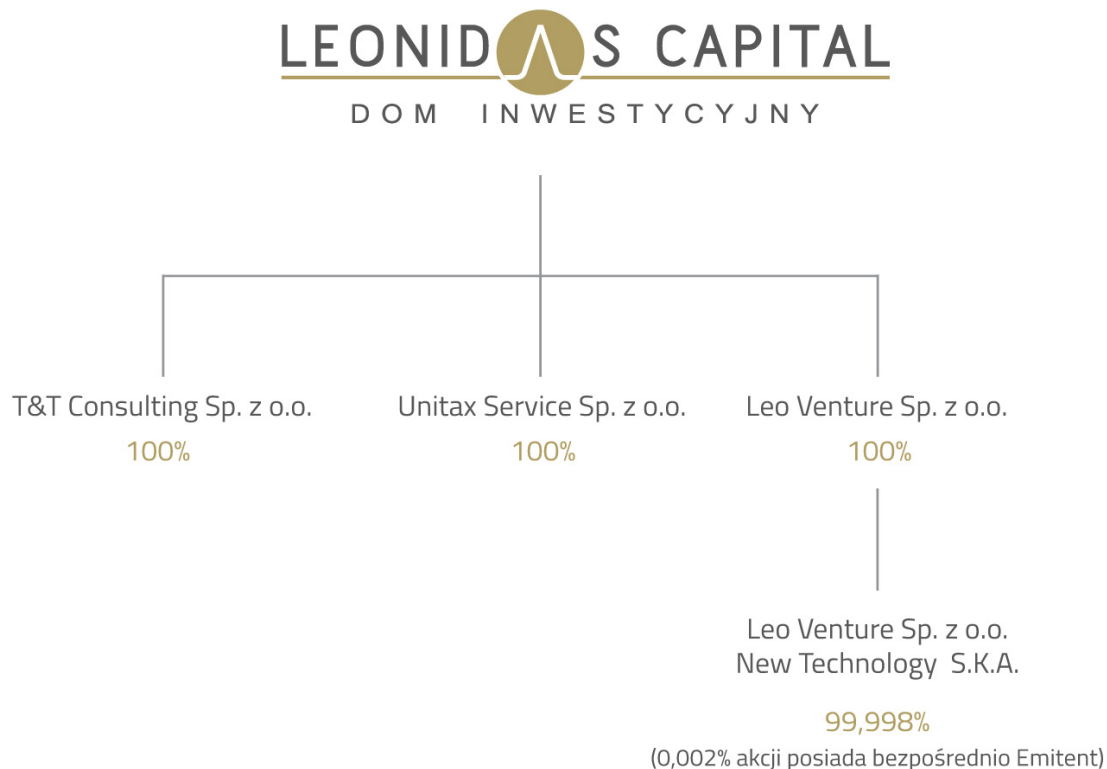 LEONIDAS CAPITAL
DOM INWESTYCYJNY
T&T Consulting Sp. z o.o.
100%
Unitax Service Sp. z o.o.
100%
Leo Venture Sp. z o.o.
100%
Leo Venture Sp. z o.o.
New Technology S.K.A.
99,998%
(0,002% akcji posiada bezpośrednio Emitent)